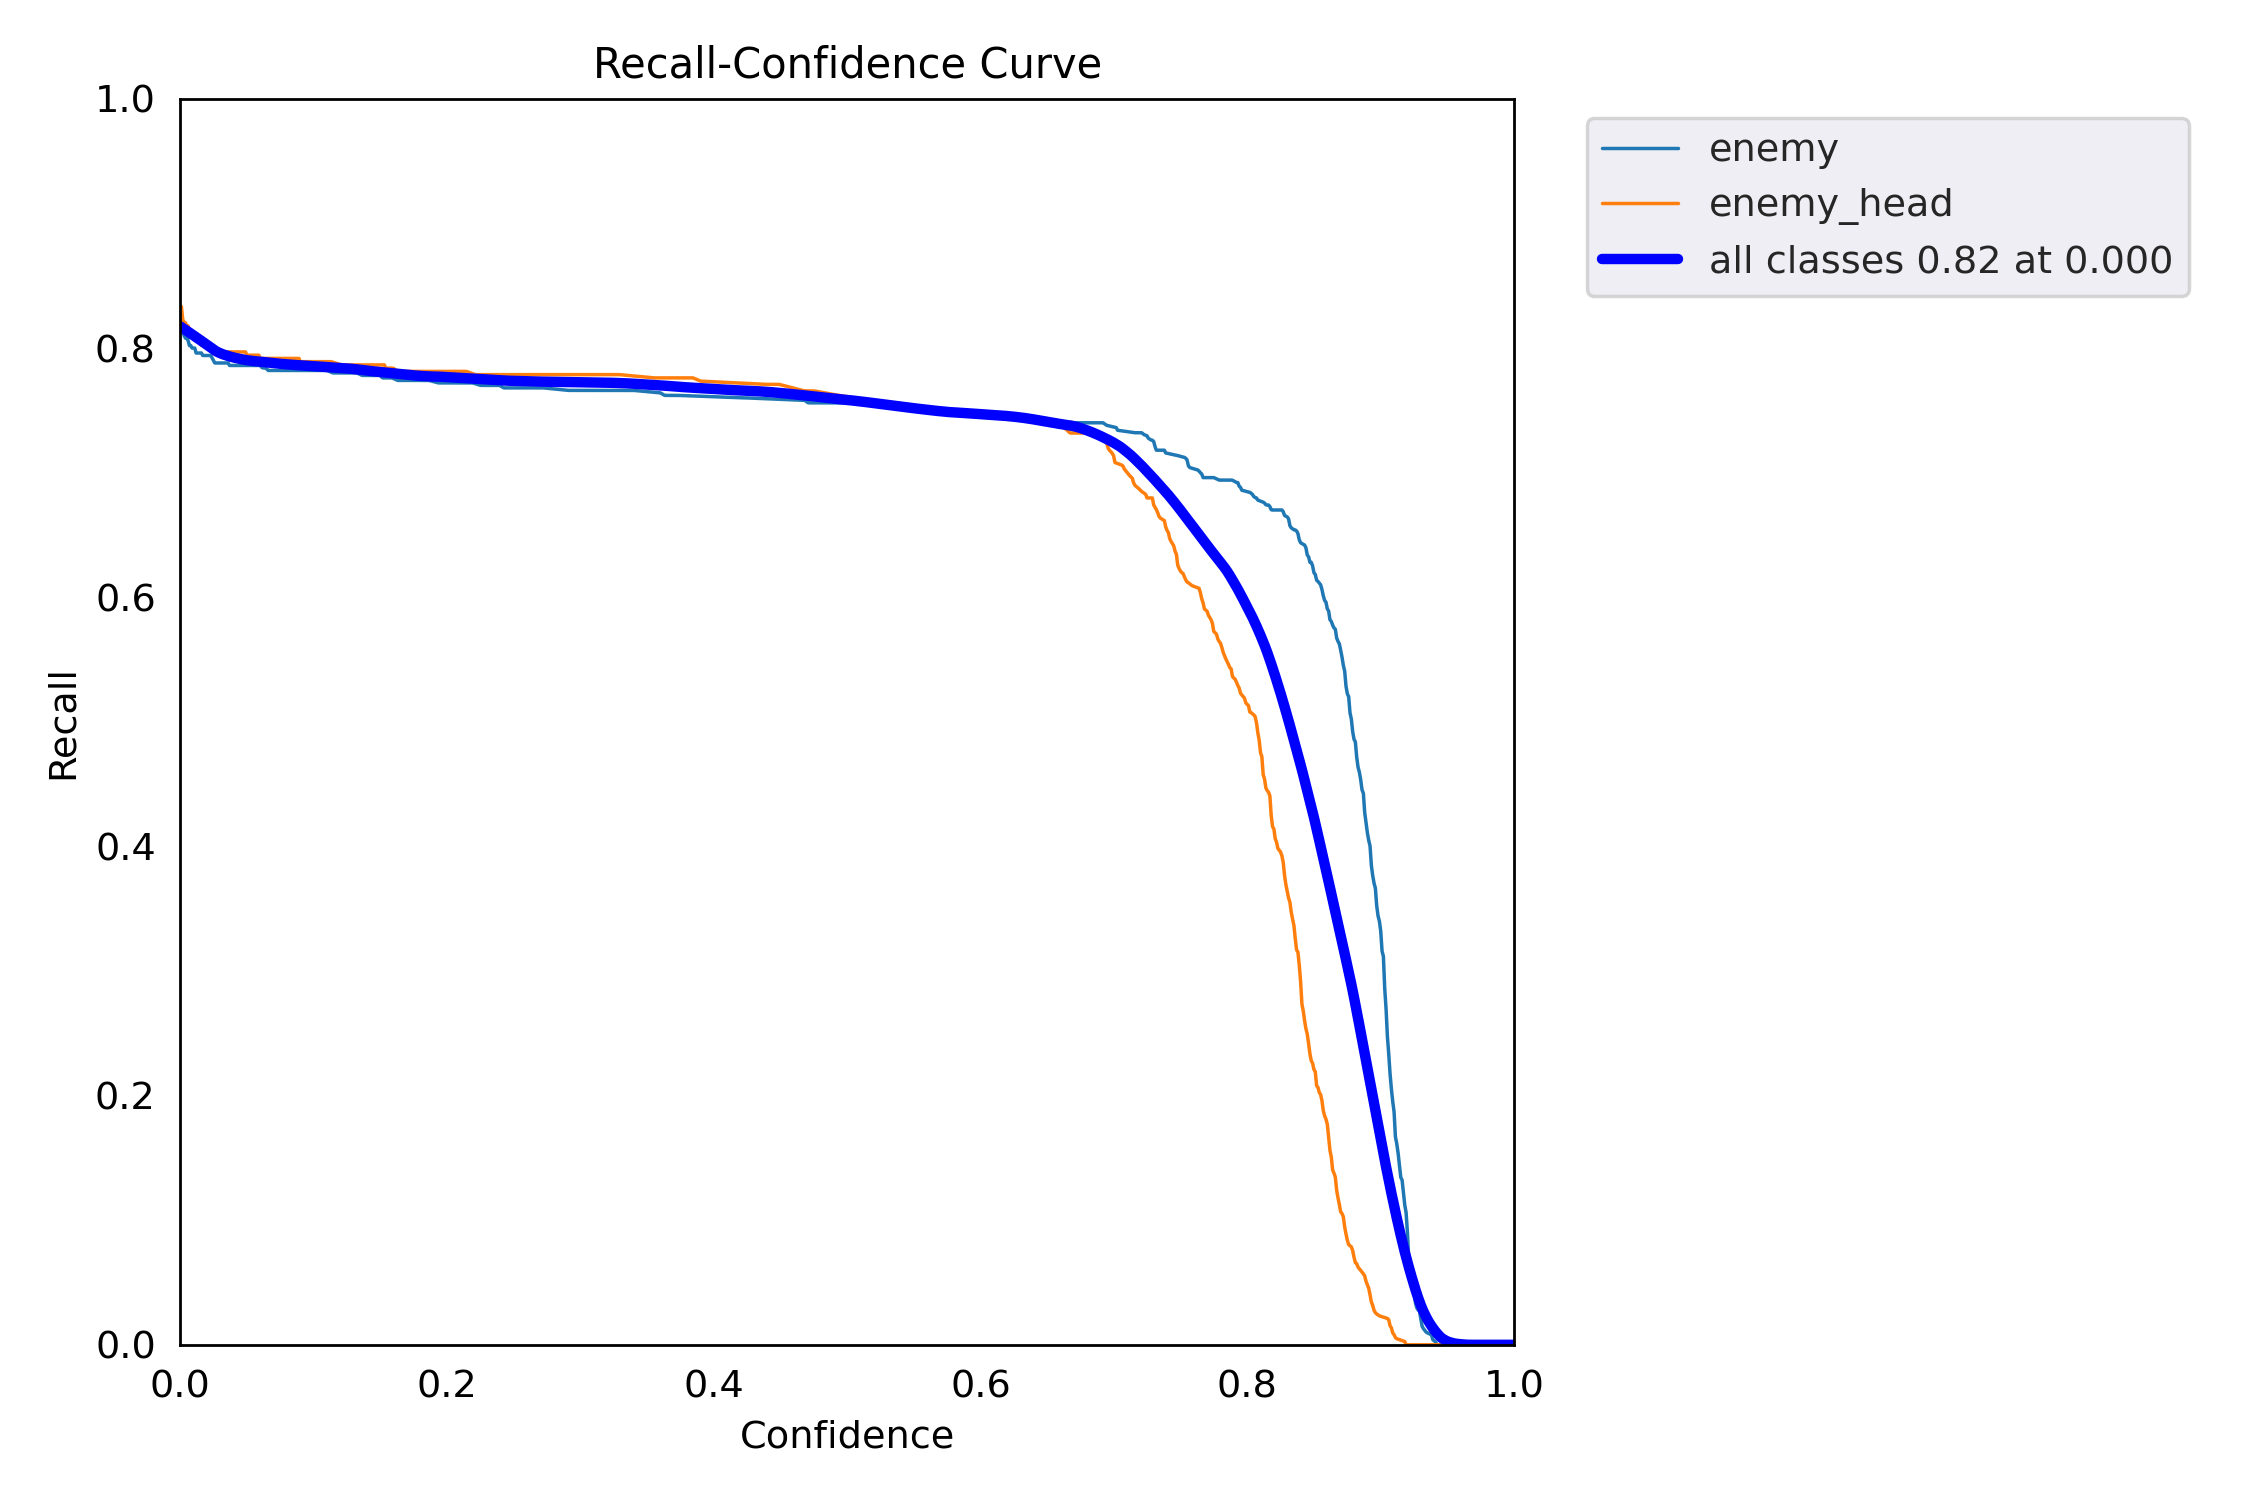 Recall-Confidence Curve
1.0
0.8
0.6
0.4
0.2
0.0
Recall
0.0 0.2 0.4 0.6 0.8 1.0
Confidence
enemy
enemy_head
all classes 0.82 at 0.000